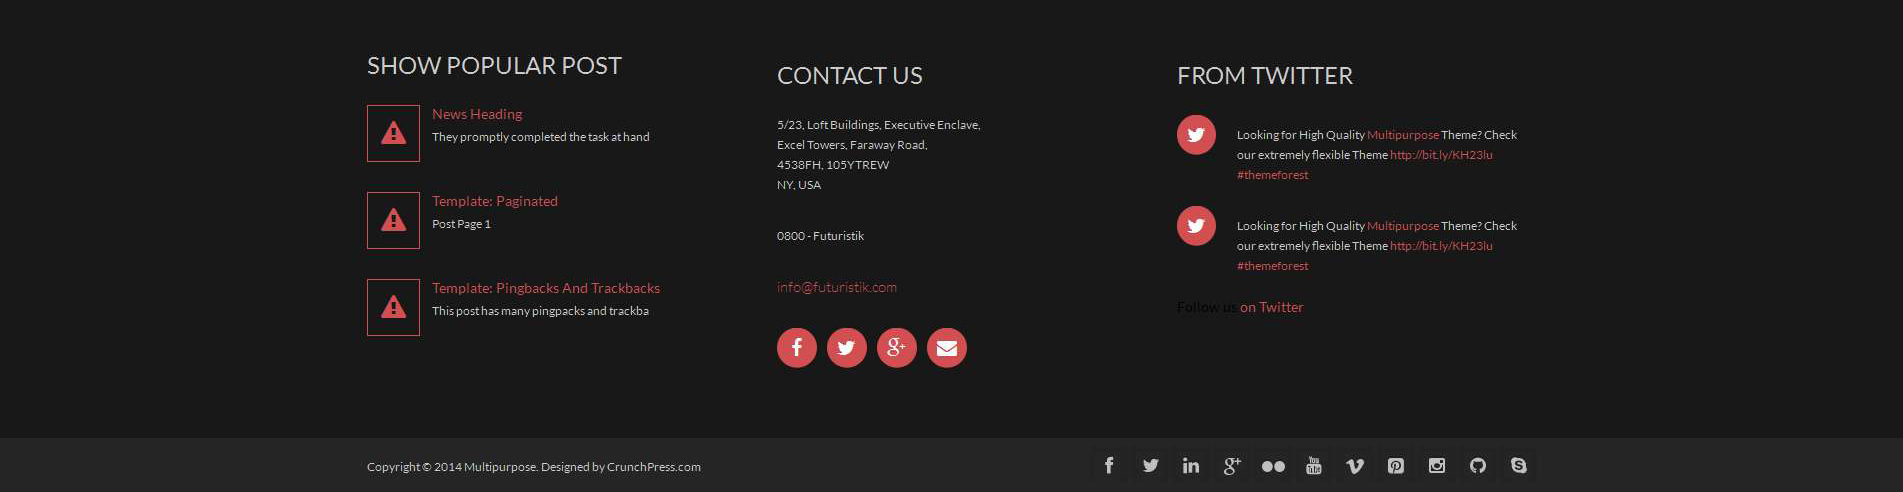 SHOW POPULAR POST
News Heading
They promptly completed the task at hand
Template: Paginated
Post Page 1
Template: Pingbacks And Trackbacks
This post has many pingpacks and trackba
CONTACT US
5/23, Loft Buildings, Executive Enclave,
Excel Towers, Faraway Road,
4538FH, 105YTREW
NY, USA
0800 - Futuristik
info@futuristik.com
FROM TWITTER
Looking for High Quality Multipurpose Theme? Check
our extremely flexible Theme http://bit.ly/KH23lu
#themeforest
Looking for High Quality Multipurpose Theme? Check
our extremely flexible Theme http://bit.ly/KH23lu
#themeforest
Follow us on Twitter
Copyright © 2014 Multipurpose. Designed by CrunchPress.com